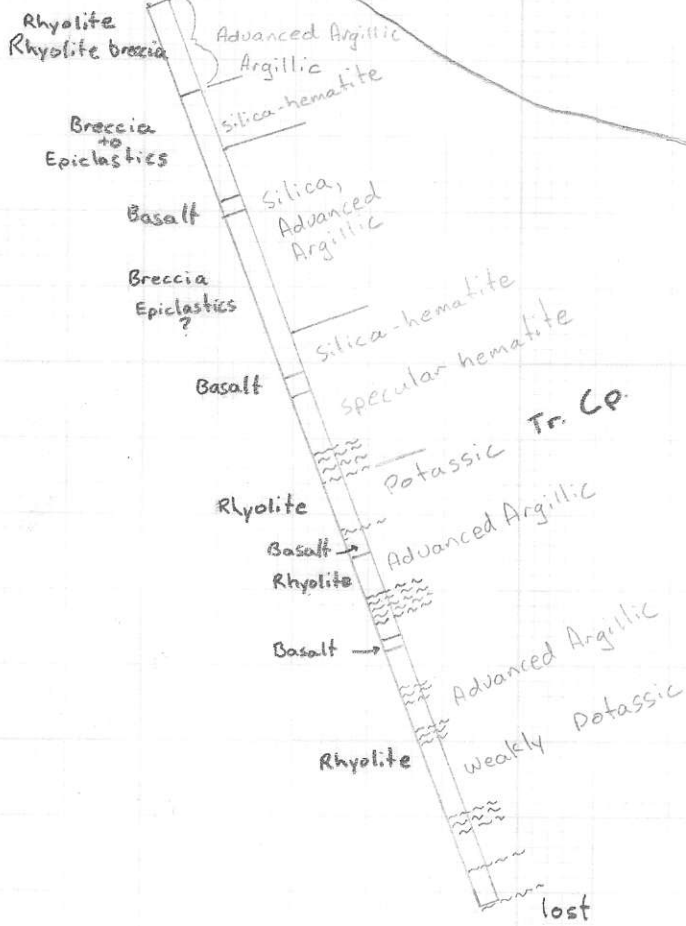 Rhyolite
Rhyolite breccia
Advanced Argillic
Argillic
silica-hematite
Breccia
to
Epiclastics
Basalt
Silica,
Advanced
Argillic
Breccia
Epiclastics
?
silica-hematite
Basalt
specular hematite
Tr. Cp.
Potassic
Rhyolite
Basalt
Advanced Argillic
Rhyolite
Basalt
Advanced Argillic
Rhyolite
weakly Potassic
lost